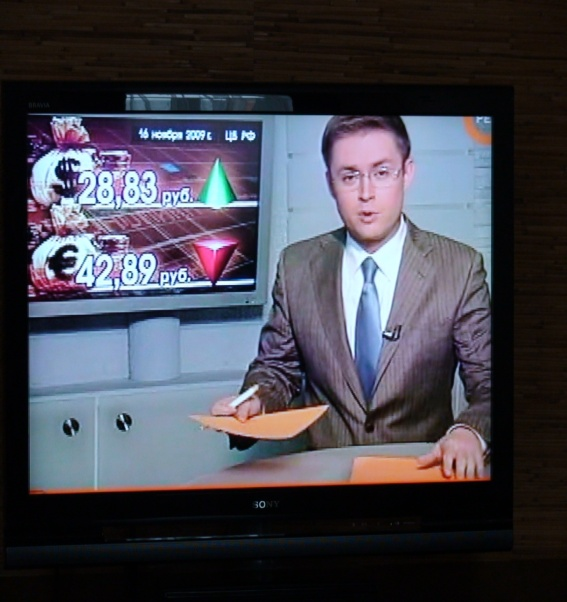 16 ноября 2009 г. ЦБ РФ
$ 28,83 руб.
€ 42,89 руб.
SONY